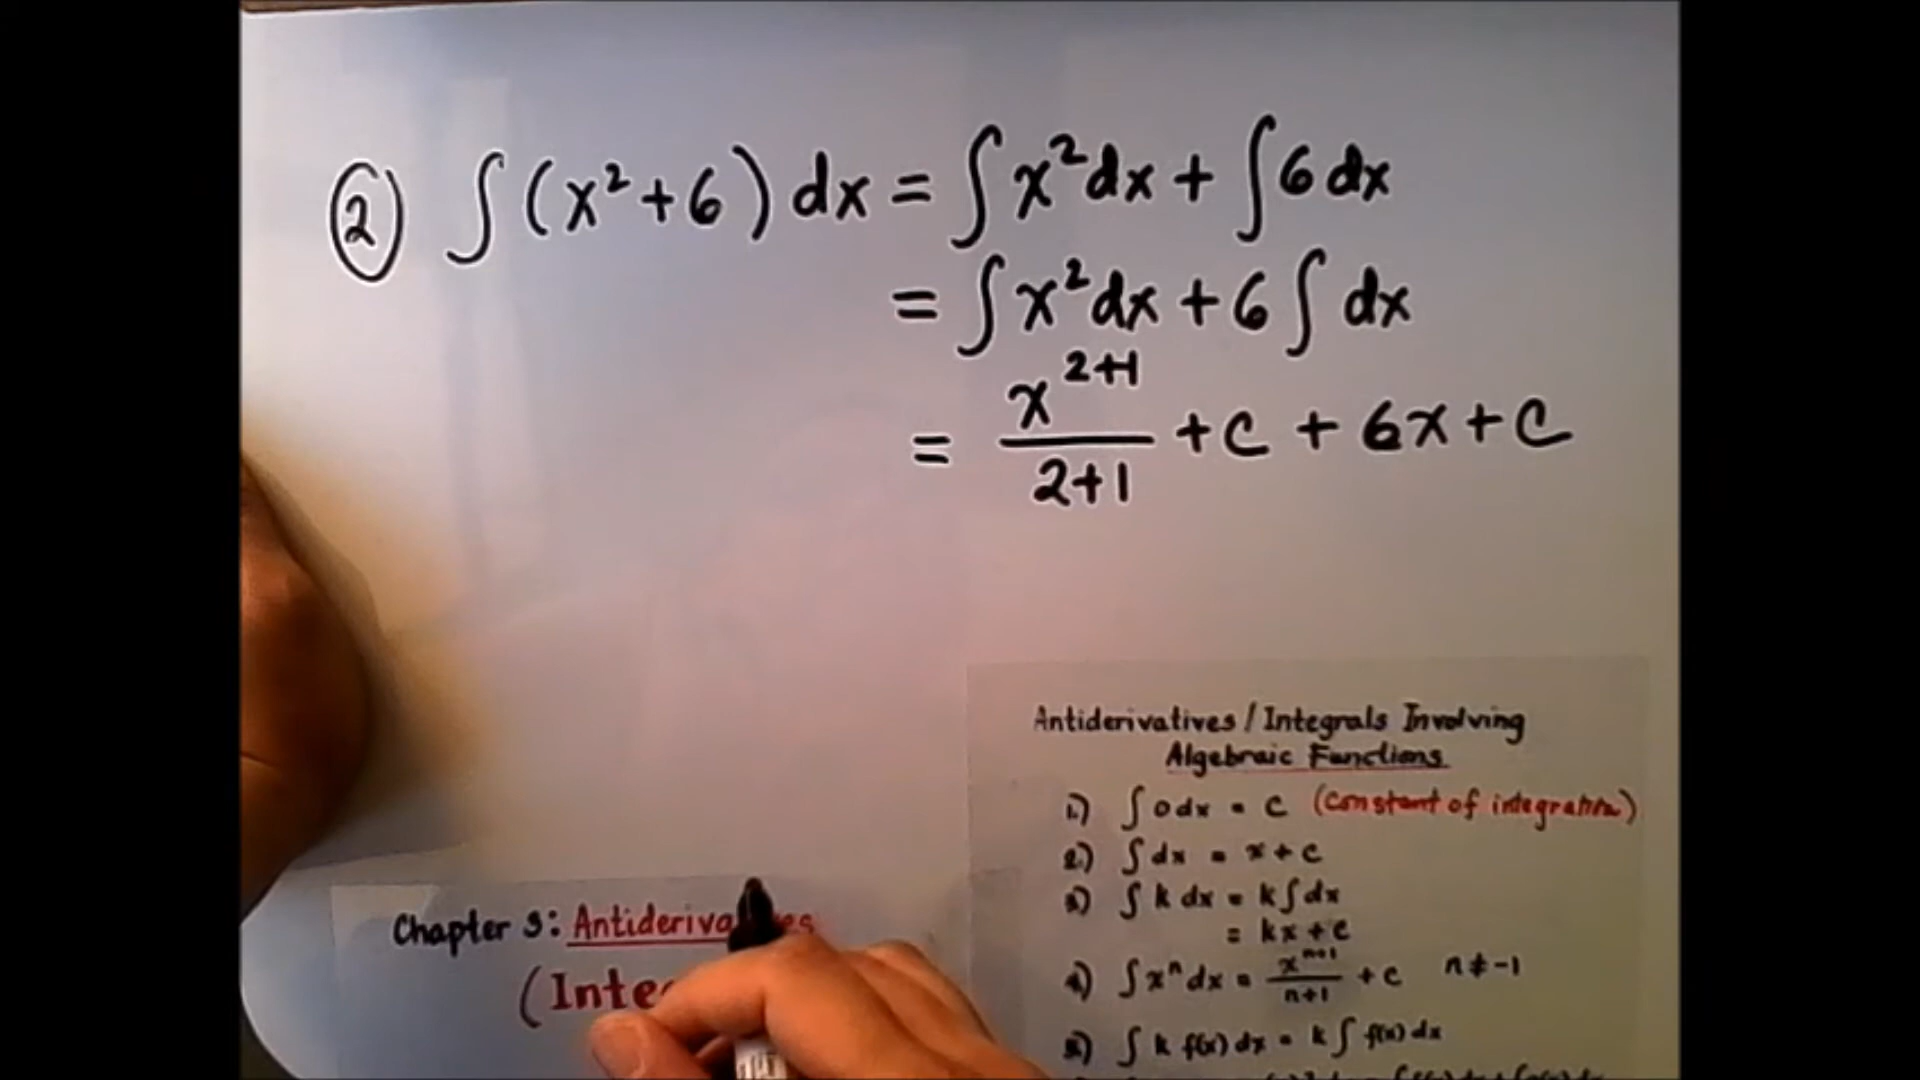 ② ∫(x²+6)dx = ∫x²dx + ∫6dx
= ∫x²dx + 6∫dx
= x^(2+1)/(2+1) + c + 6x + c
Antiderivatives / Integrals Involving
Algebraic Functions
1.) ∫0dx = c (constant of integration)
2.) ∫dx = x + c
3.) ∫k dx = k∫dx
= kx + c
4.) ∫xⁿdx = x^(n+1)/(n+1) + c n ≠ -1
5.) ∫k f(x)dx = k∫f(x)dx
Chapter 3: Antiderivatives
(Inte